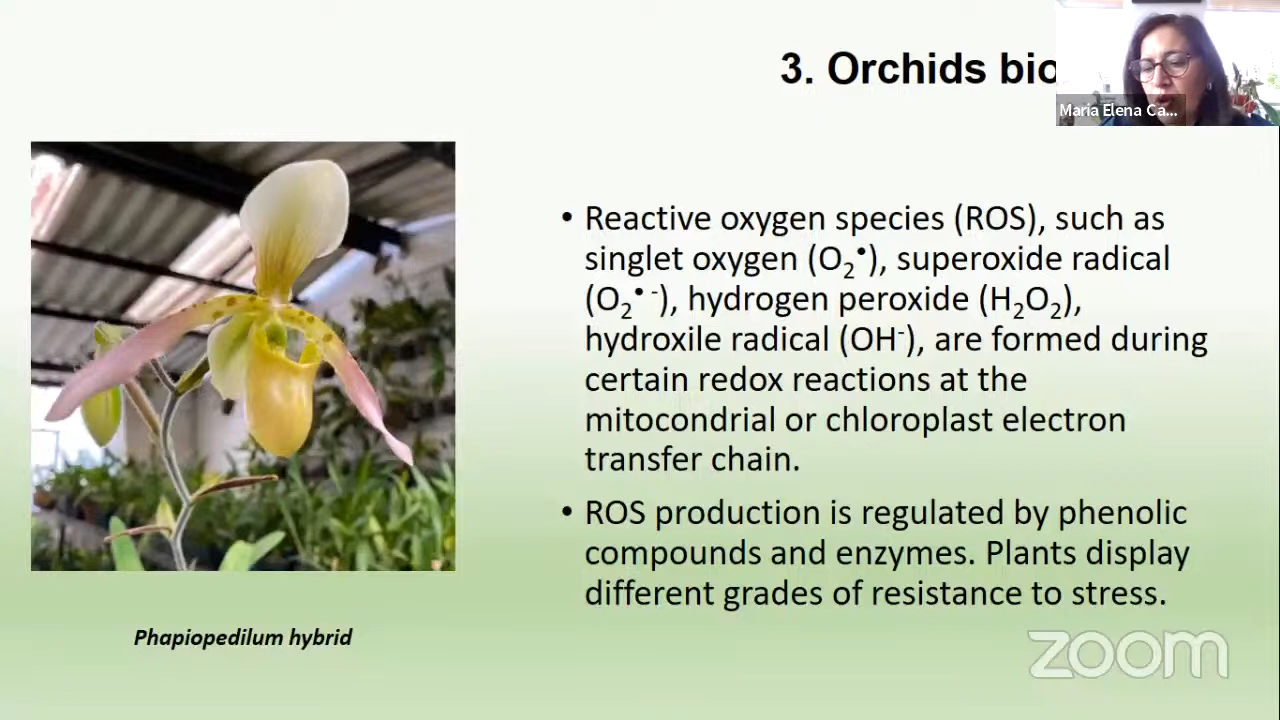 3. Orchids bio
Maria Elena Ca...
• Reactive oxygen species (ROS), such as
singlet oxygen (O₂•), superoxide radical
(O₂• -), hydrogen peroxide (H₂O₂),
hydroxile radical (OH-), are formed during
certain redox reactions at the
mitocondrial or chloroplast electron
transfer chain.
• ROS production is regulated by phenolic
compounds and enzymes. Plants display
different grades of resistance to stress.
Phapiopedilum hybrid
zoom